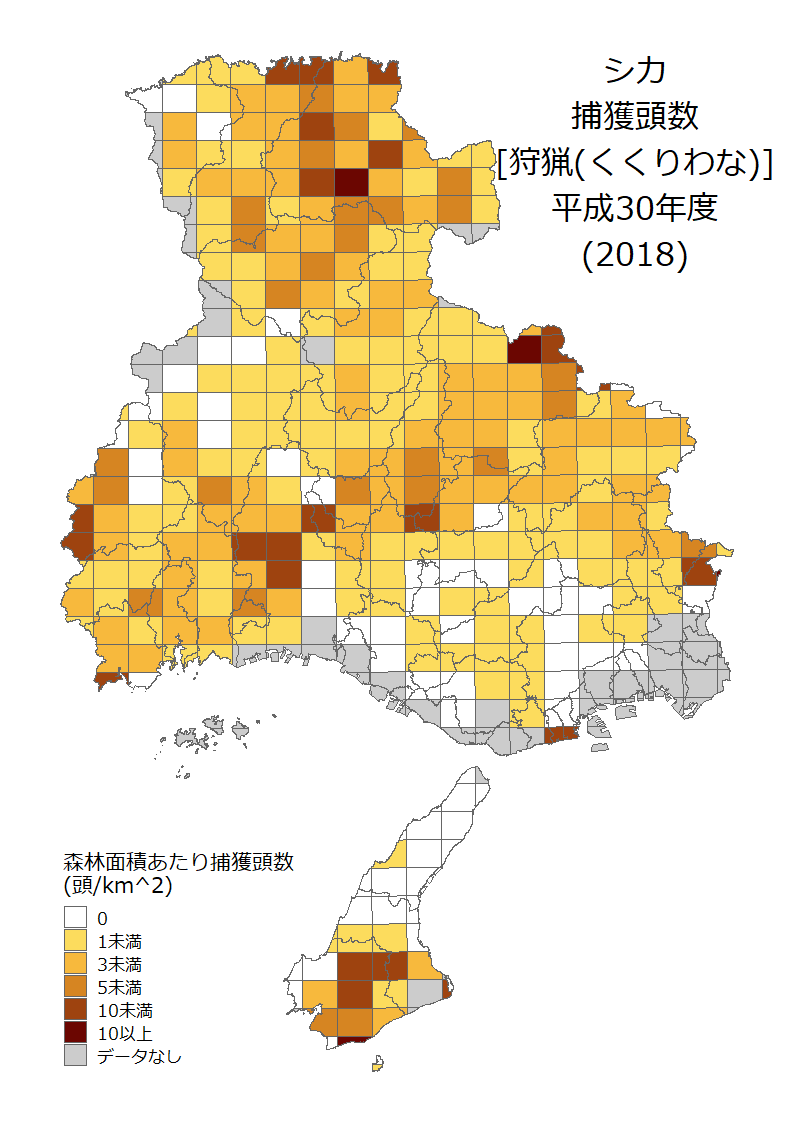 シカ
捕獲頭数
[狩猟(くくりわな)]
平成30年度
(2018)
森林面積あたり捕獲頭数
(頭/km^2)
0
1未満
3未満
5未満
10未満
10以上
データなし